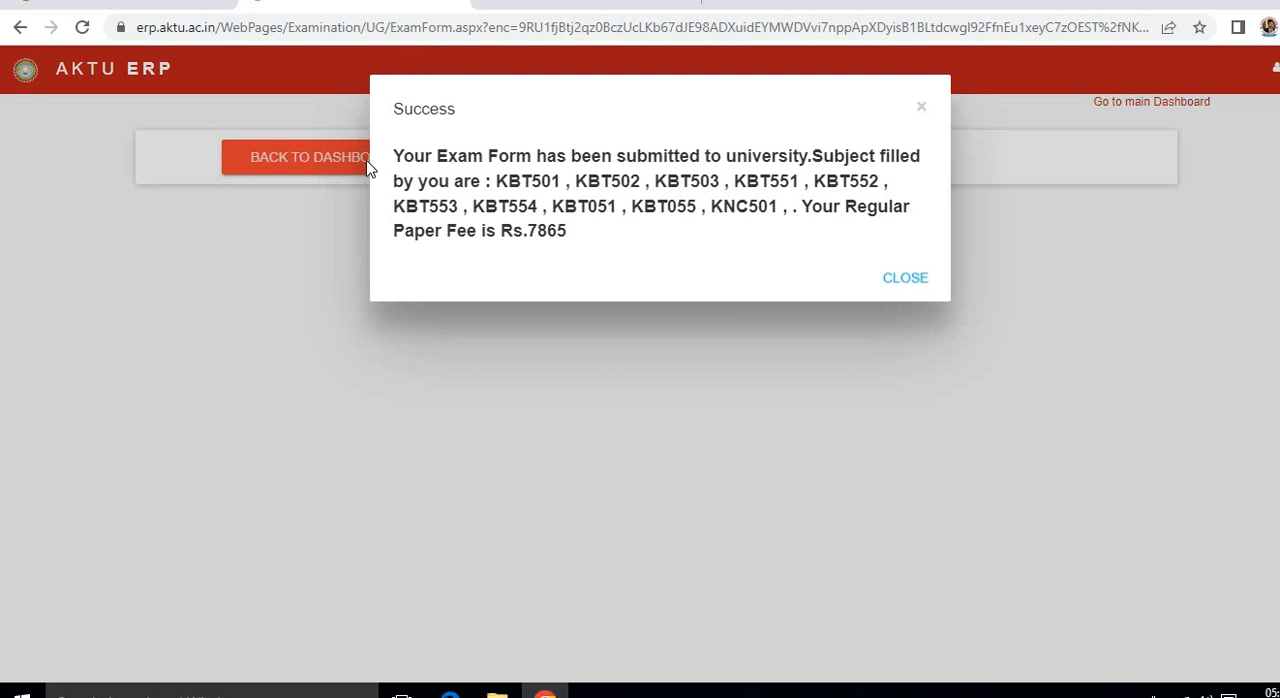 erp.aktu.ac.in/WebPages/Examination/UG/ExamForm.aspx?enc=9RU1fjBtj2qz0BczUcLKb67dJE98ADXuidEYMWDVvi7nppApXDyisB1BLtdcwgI92FfnEu1xeyC7zOEST%2fNK...
AKTU ERP
Go to main Dashboard
Success
×
BACK TO DASHBO
Your Exam Form has been submitted to university.Subject filled
by you are : KBT501 , KBT502 , KBT503 , KBT551 , KBT552 ,
KBT553 , KBT554 , KBT051 , KBT055 , KNC501 , . Your Regular
Paper Fee is Rs.7865
CLOSE